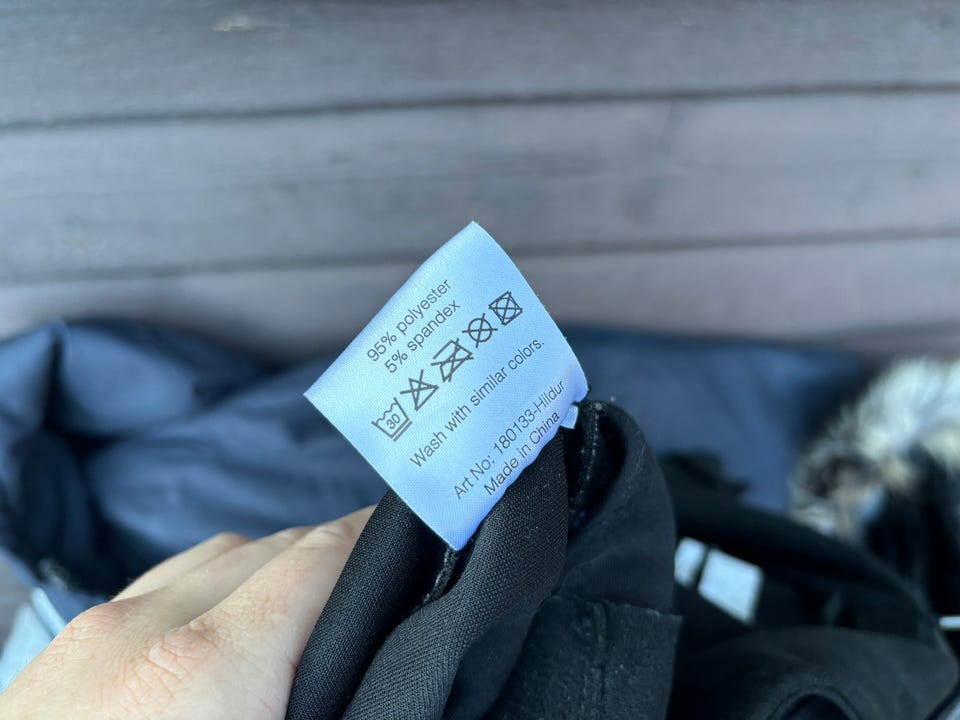 95% polyester
5% spandex
30
Wash with similar colors.
Art No: 180133-Hildur
Made in China